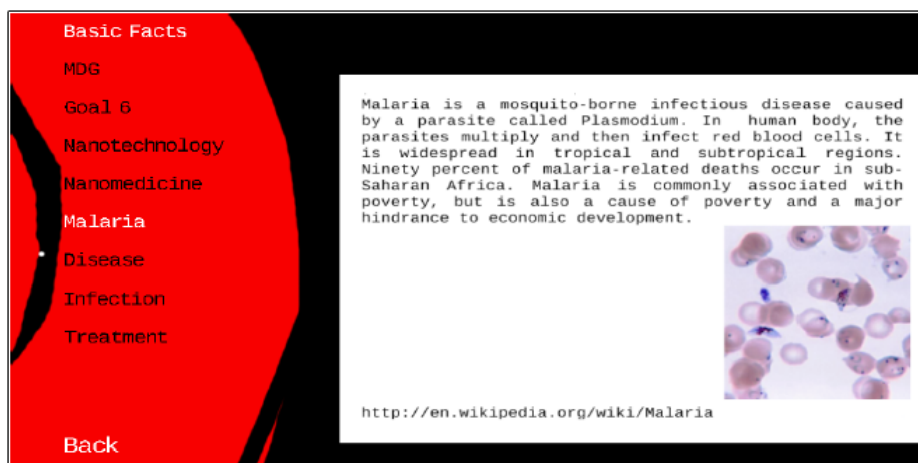 Basic Facts
MDG
Goal 6
Nanotechnology
Nanomedicine
Malaria
Disease
Infection
Treatment
Back
Malaria is a mosquito-borne infectious disease caused
by a parasite called Plasmodium. In human body, the
parasites multiply and then infect red blood cells. It
is widespread in tropical and subtropical regions.
Ninety percent of malaria-related deaths occur in sub-
Saharan Africa. Malaria is commonly associated with
poverty, but is also a cause of poverty and a major
hindrance to economic development.
http://en.wikipedia.org/wiki/Malaria